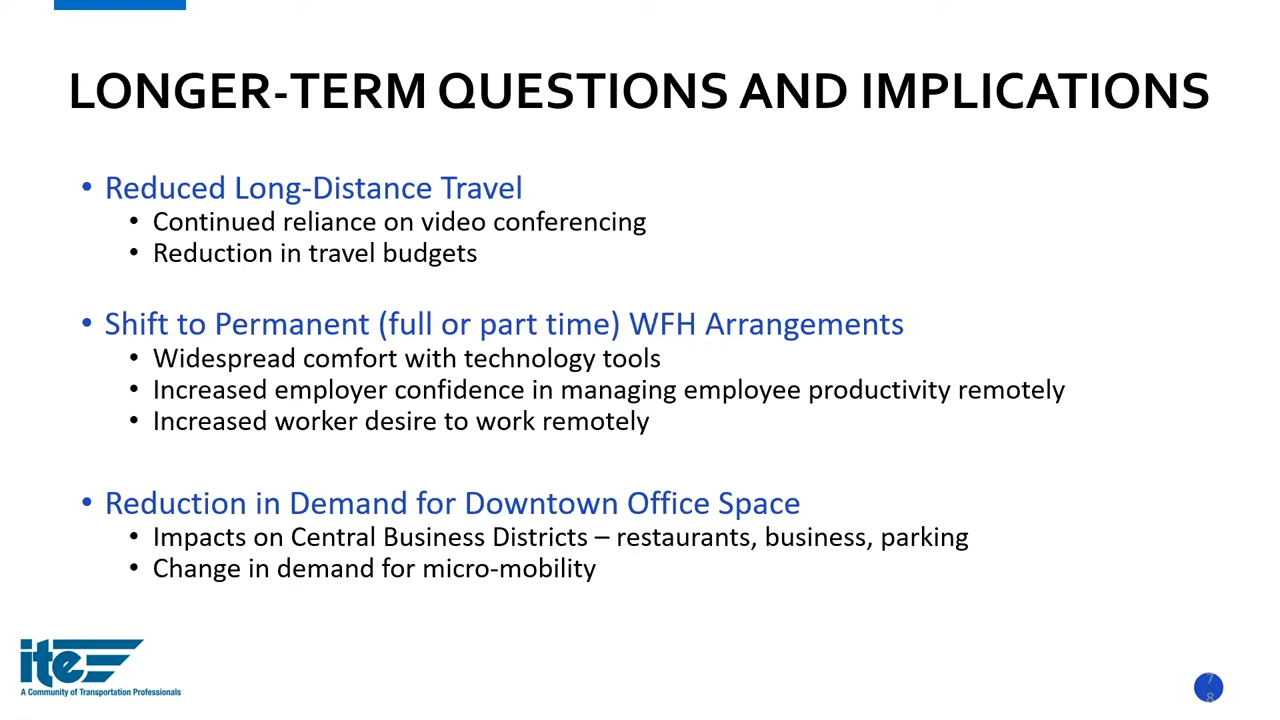 LONGER-TERM QUESTIONS AND IMPLICATIONS
• Reduced Long-Distance Travel
• Continued reliance on video conferencing
• Reduction in travel budgets
• Shift to Permanent (full or part time) WFH Arrangements
• Widespread comfort with technology tools
• Increased employer confidence in managing employee productivity remotely
• Increased worker desire to work remotely
• Reduction in Demand for Downtown Office Space
• Impacts on Central Business Districts – restaurants, business, parking
• Change in demand for micro-mobility
ite
A Community of Transportation Professionals
7
8